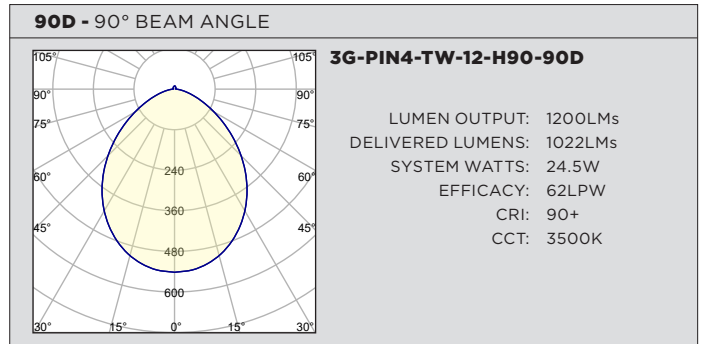 90D - 90° BEAM ANGLE
3G-PIN4-TW-12-H90-90D
LUMEN OUTPUT: 1200LMs
DELIVERED LUMENS: 1022LMs
SYSTEM WATTS: 24.5W
EFFICACY: 62LPW
CRI: 90+
CCT: 3500K
105° 105°
90° 90°
75° 75°
60° 240 60°
360
45° 45°
480
600
30° 15° 0° 15° 30°